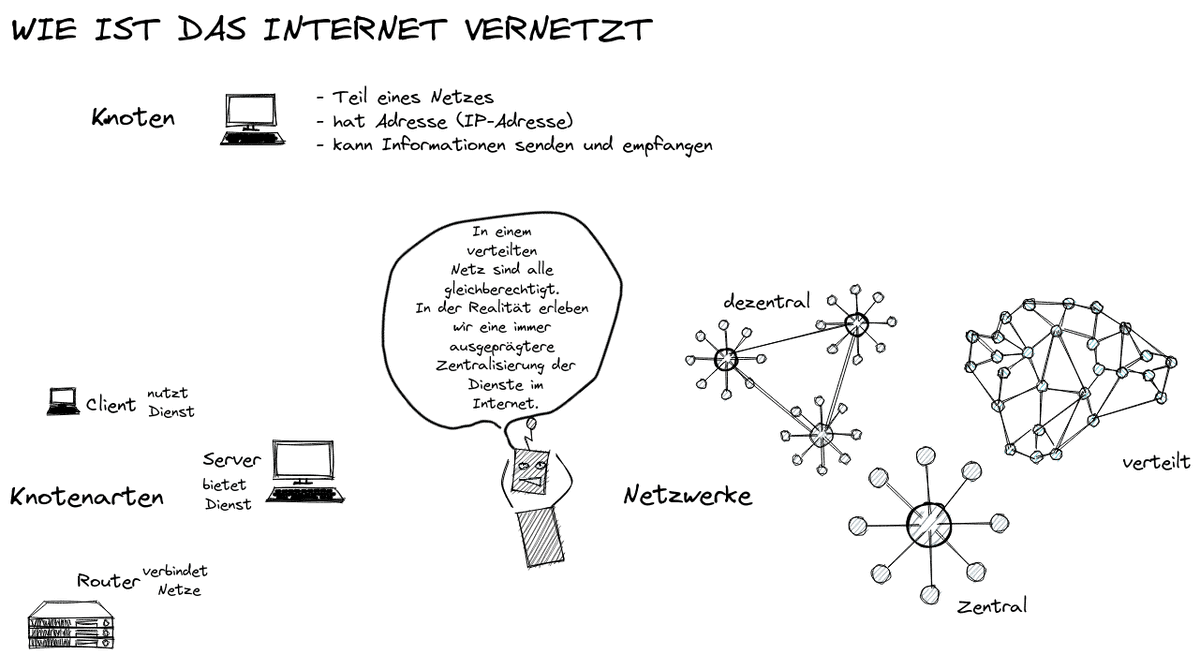 WIE IST DAS INTERNET VERNETZT
Knoten
- Teil eines Netzes
- hat Adresse (IP-Adresse)
- kann Informationen senden und empfangen
In einem
verteilten
Netz sind alle
gleichberechtigt.
In der Realität erleben
wir eine immer
ausgeprägtere
Zentralisierung der
Dienste im
Internet.
Knotenarten
Client
nutzt
Dienst
Server
bietet
Dienst
Router
verbindet
Netze
Netzwerke
dezentral
verteilt
Zentral